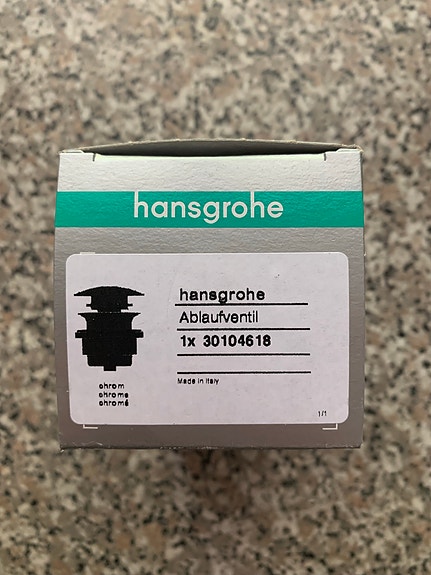 hansgrohe
hansgrohe
Ablaufventil
1x 30104618
Made in Italy
chrom
chrome
chromé
1/1